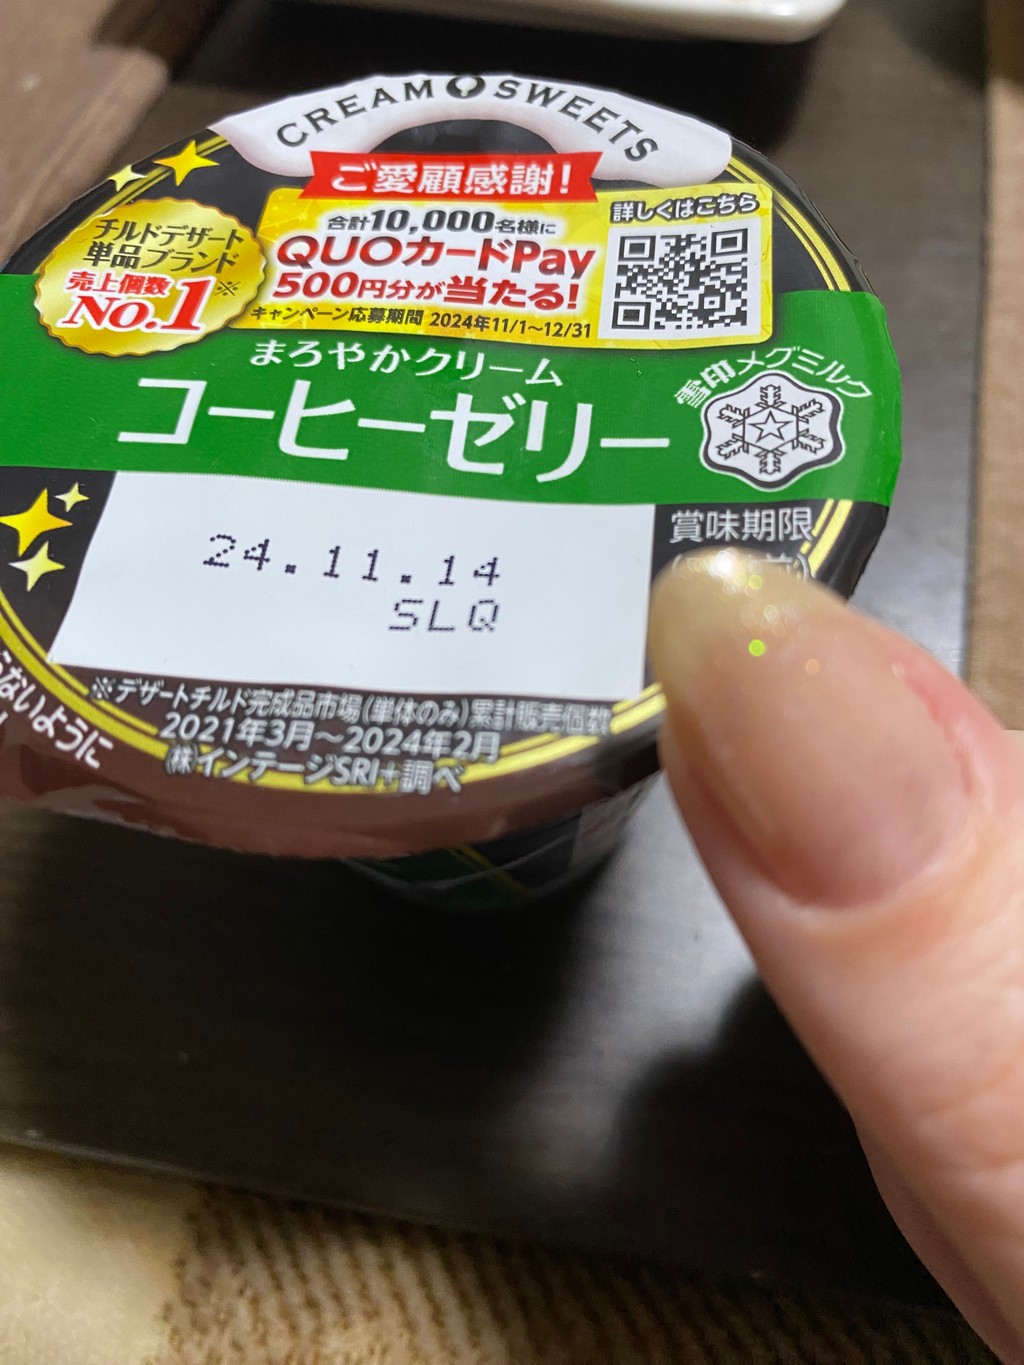 CREAM SWEETS
ご愛顧感謝!
合計10,000名様に
QUOカードPay
500円分が当たる!
キャンペーン応募期間 2024年11/1~12/31
詳しくはこちら
チルドデザート
単品ブランド
売上個数※
No.1
まろやかクリーム
コーヒーゼリー
雪印メグミルク
24.11.14
SLQ
賞味期限
※デザートチルド完成品市場(単体のみ)累計販売個数
2021年3月~2024年2月
㈱インテージSRI+調べ
ないように